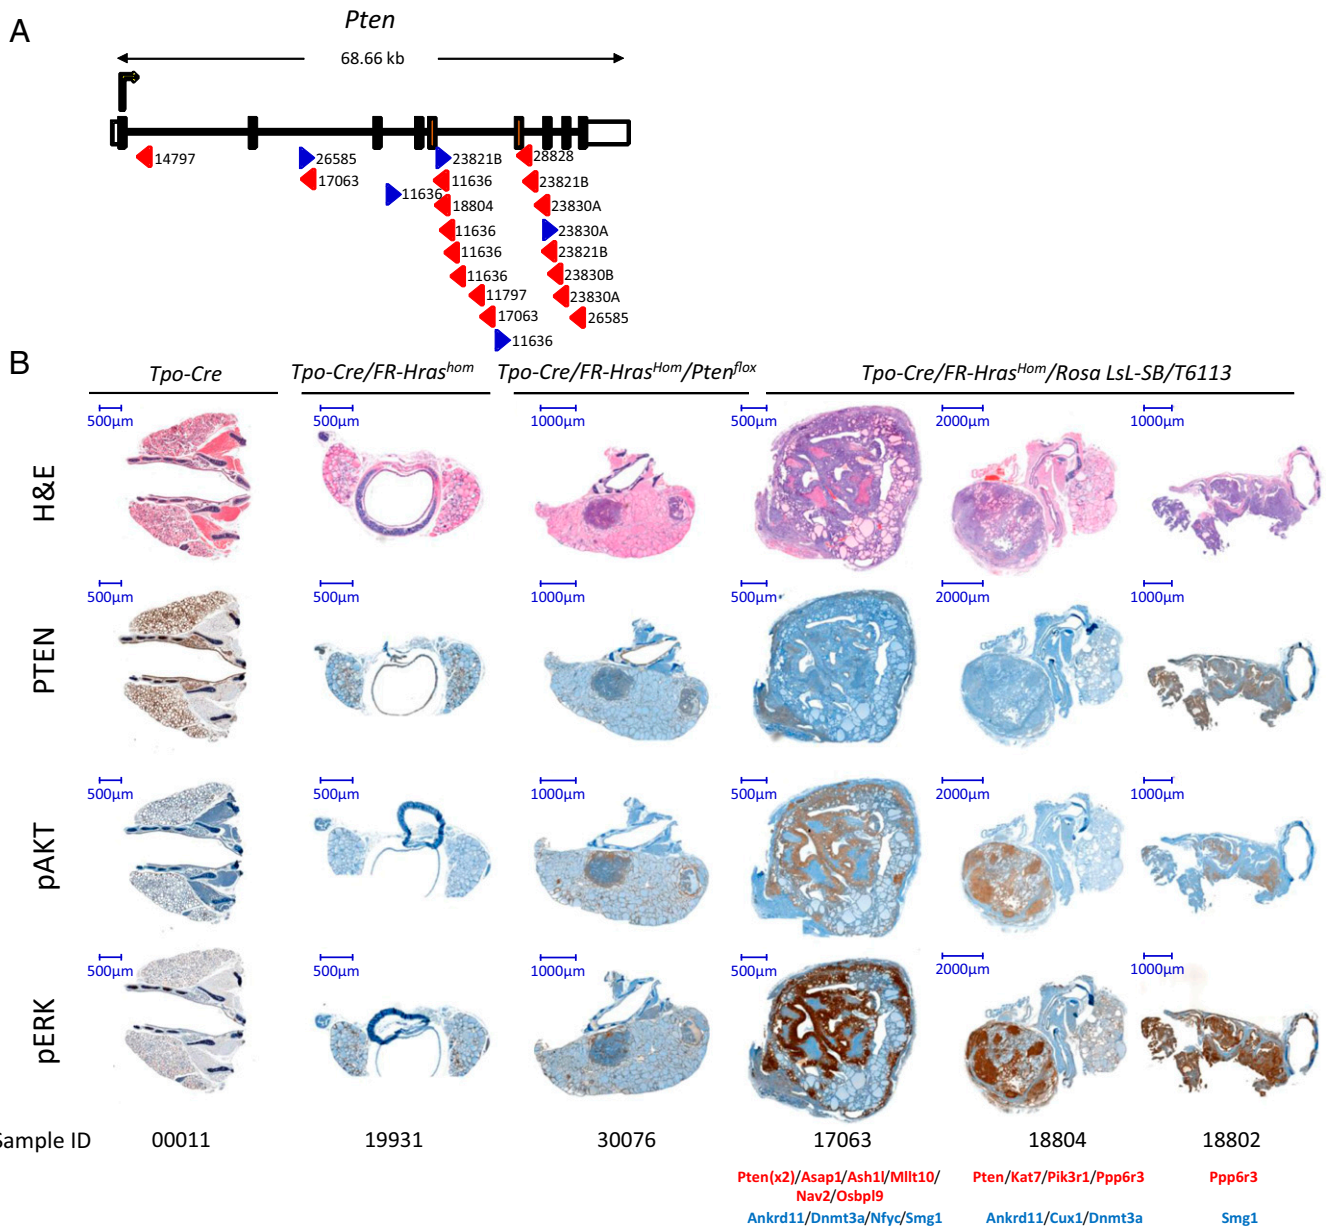 A
Pten
68.66 kb
14797
26585
17063
11636
23821B
11636
18804
11636
11636
11636
11797
17063
11636
28828
23821B
23830A
23830A
23821B
23830B
23830A
26585
B
Tpo-Cre
Tpo-Cre/FR-Hras^hom
Tpo-Cre/FR-Hras^Hom/Pten^flox
Tpo-Cre/FR-Hras^Hom/Rosa LsL-SB/T6113
H&E
500µm
500µm
1000µm
500µm
2000µm
1000µm
PTEN
500µm
500µm
1000µm
500µm
2000µm
1000µm
pAKT
500µm
500µm
1000µm
500µm
2000µm
1000µm
pERK
500µm
500µm
1000µm
500µm
2000µm
1000µm
Sample ID
00011
19931
30076
17063
18804
18802
Pten(x2)/Asap1/Ash1l/Mllt10/
Nav2/Osbpl9
Ankrd11/Dnmt3a/Nfyc/Smg1
Pten/Kat7/Pik3r1/Ppp6r3
Ankrd11/Cux1/Dnmt3a
Ppp6r3
Smg1